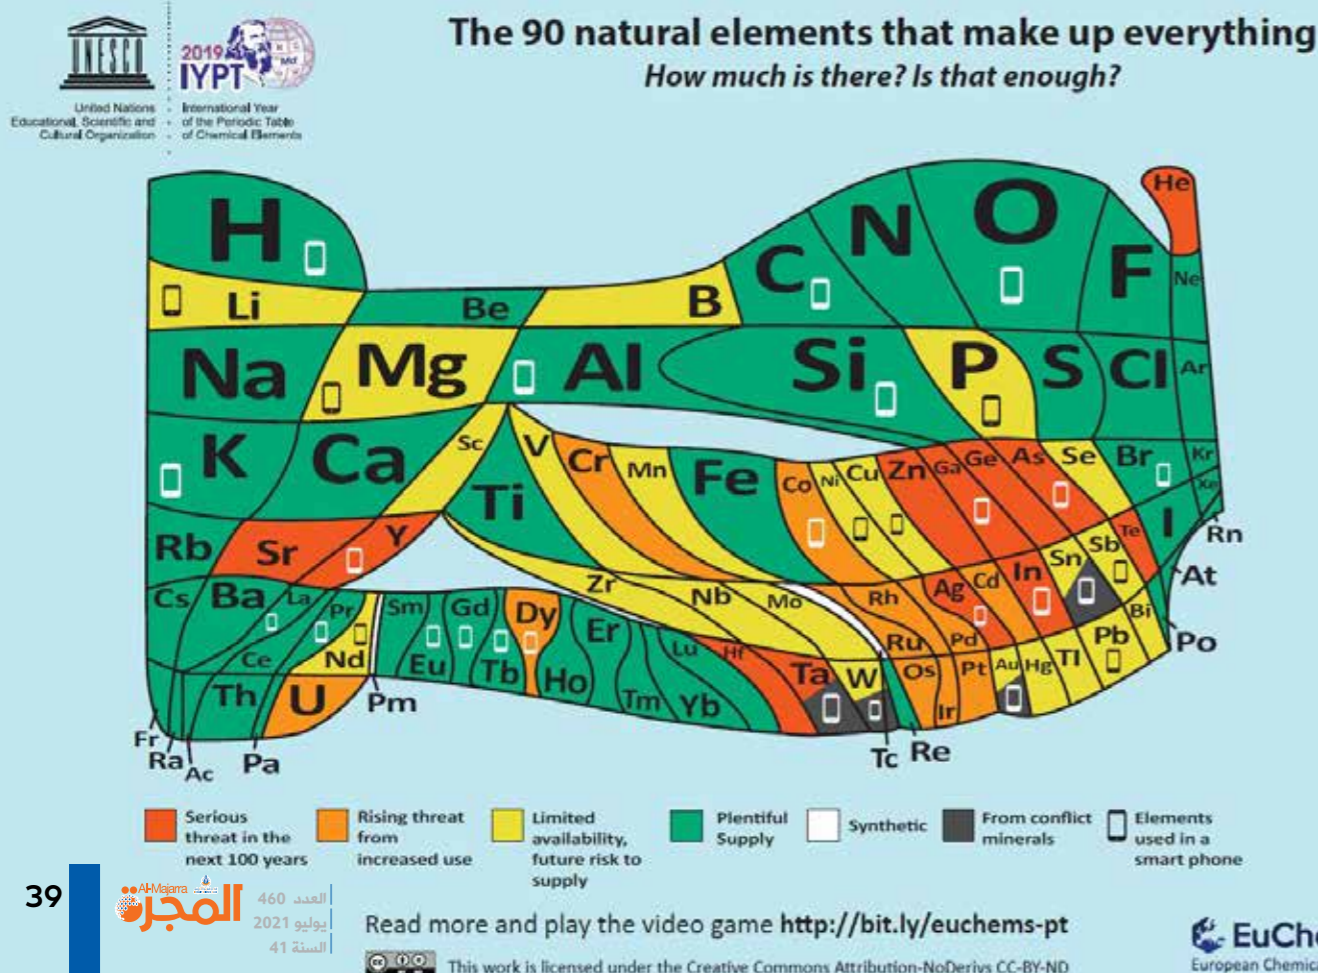 The 90 natural elements that make up everything
How much is there? Is that enough?
UNESCO
2019
IYPT
United Nations
Educational, Scientific and
Cultural Organization
International Year
of the Periodic Table
of Chemical Elements
H
He
Li
Be
B
C
N
O
F
Ne
Na
Mg
Al
Si
P
S
Cl
Ar
K
Ca
Sc
Ti
V
Cr
Mn
Fe
Co
Ni
Cu
Zn
Ga
Ge
As
Se
Br
Kr
Rb
Sr
Y
Zr
Nb
Mo
Ru
Rh
Pd
Ag
Cd
In
Sn
Sb
Te
I
Xe
Cs
Ba
La
Ce
Pr
Nd
Pm
Sm
Eu
Gd
Tb
Dy
Ho
Er
Tm
Yb
Lu
Hf
Ta
W
Tc
Re
Os
Ir
Pt
Au
Hg
Tl
Pb
Bi
Po
At
Rn
Fr
Ra
Ac
Th
Pa
U
Serious
threat in the
next 100 years
Rising threat
from
increased use
Limited
availability,
future risk to
supply
Plentiful
Supply
Synthetic
From conflict
minerals
Elements
used in a
smart phone
39
Al-Majarra
المجرة
العدد 460
يوليو 2021
السنة 41
Read more and play the video game http://bit.ly/euchems-pt
This work is licensed under the Creative Commons Attribution-NoDerivs CC-BY-ND
EuChe
European Chemica